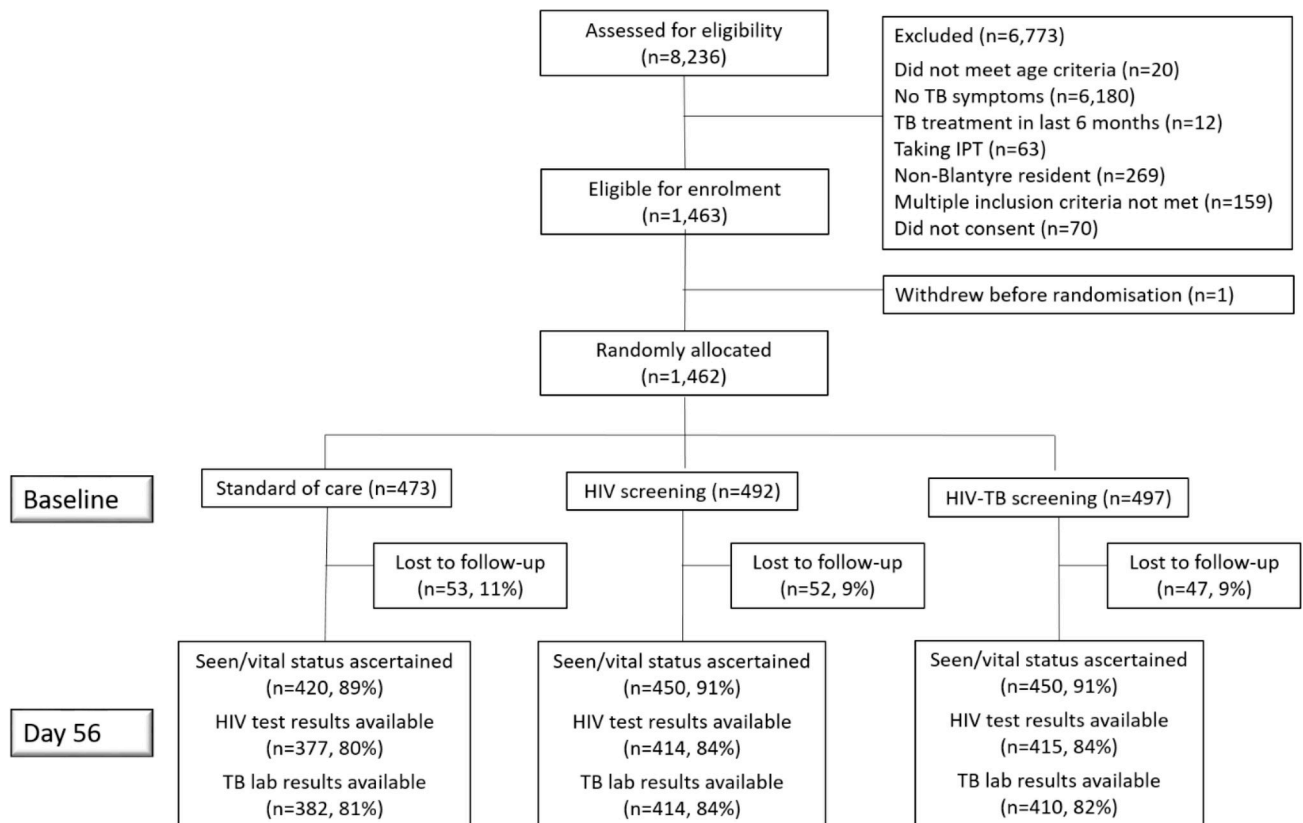 Assessed for eligibility
(n=8,236)
Excluded (n=6,773)
Did not meet age criteria (n=20)
No TB symptoms (n=6,180)
TB treatment in last 6 months (n=12)
Taking IPT (n=63)
Non-Blantyre resident (n=269)
Multiple inclusion criteria not met (n=159)
Did not consent (n=70)
Eligible for enrolment
(n=1,463)
Withdrew before randomisation (n=1)
Randomly allocated
(n=1,462)
Baseline
Standard of care (n=473)
HIV screening (n=492)
HIV-TB screening (n=497)
Lost to follow-up
(n=53, 11%)
Lost to follow-up
(n=52, 9%)
Lost to follow-up
(n=47, 9%)
Day 56
Seen/vital status ascertained
(n=420, 89%)
HIV test results available
(n=377, 80%)
TB lab results available
(n=382, 81%)
Seen/vital status ascertained
(n=450, 91%)
HIV test results available
(n=414, 84%)
TB lab results available
(n=414, 84%)
Seen/vital status ascertained
(n=450, 91%)
HIV test results available
(n=415, 84%)
TB lab results available
(n=410, 82%)